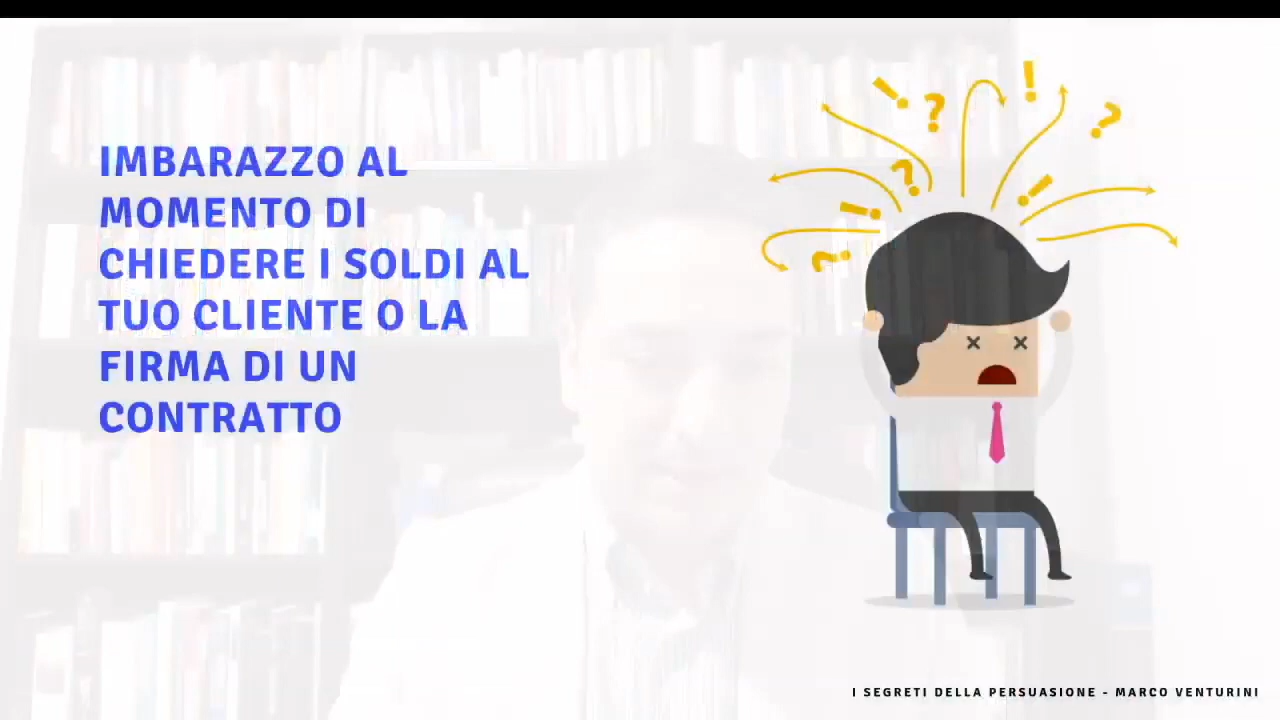 IMBARAZZO AL
MOMENTO DI
CHIEDERE I SOLDI AL
TUO CLIENTE O LA
FIRMA DI UN
CONTRATTO
I SEGRETI DELLA PERSUASIONE - MARCO VENTURINI